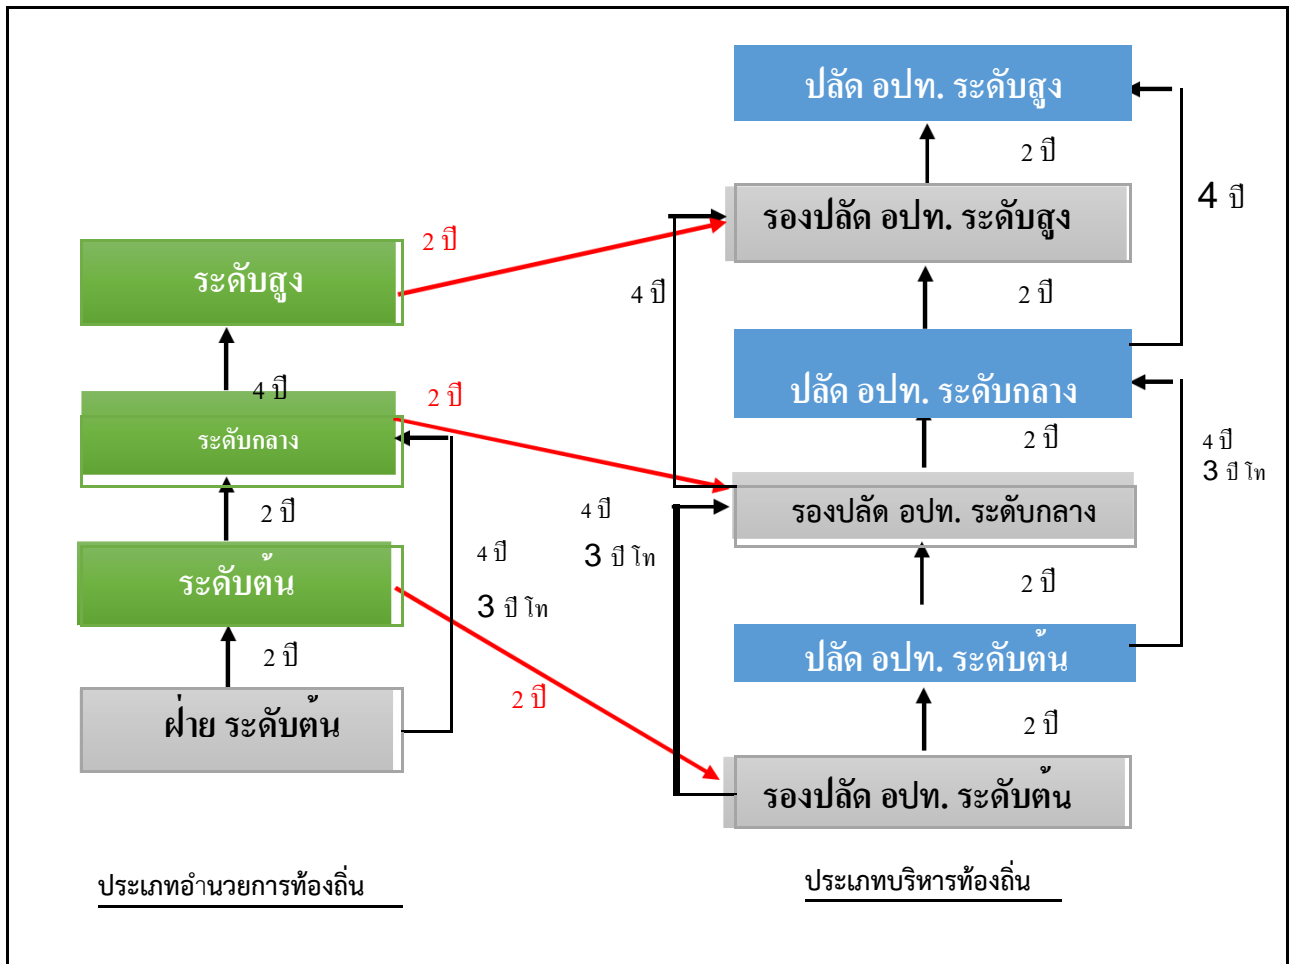 ปลัด อปท. ระดับสูง
2 ปี
4 ปี
รองปลัด อปท. ระดับสูง
2 ปี
ระดับสูง
4 ปี
2 ปี
4 ปี
2 ปี
ปลัด อปท. ระดับกลาง
ระดับกลาง
2 ปี
4 ปี
3 ปี โท
รองปลัด อปท. ระดับกลาง
2 ปี
4 ปี
3 ปี โท
4 ปี
3 ปี โท
ระดับต้น
2 ปี
2 ปี
ปลัด อปท. ระดับต้น
2 ปี
ฝ่าย ระดับต้น
2 ปี
รองปลัด อปท. ระดับต้น
ประเภทอำนวยการท้องถิ่น
ประเภทบริหารท้องถิ่น